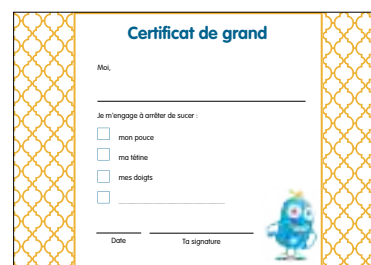 Certificat de grand
Moi,
Je m'engage à arrêter de sucer :
mon pouce
ma tétine
mes doigts
Date Ta signature